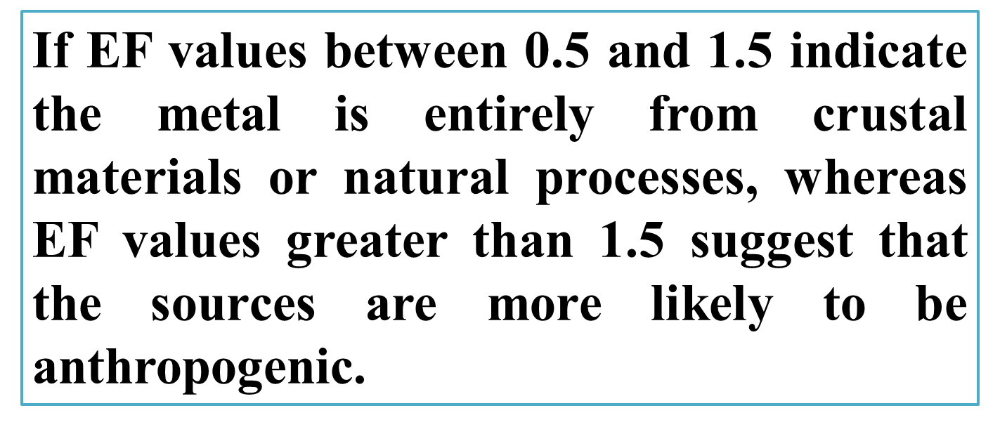 If EF values between 0.5 and 1.5 indicate
the metal is entirely from crustal
materials or natural processes, whereas
EF values greater than 1.5 suggest that
the sources are more likely to be
anthropogenic.